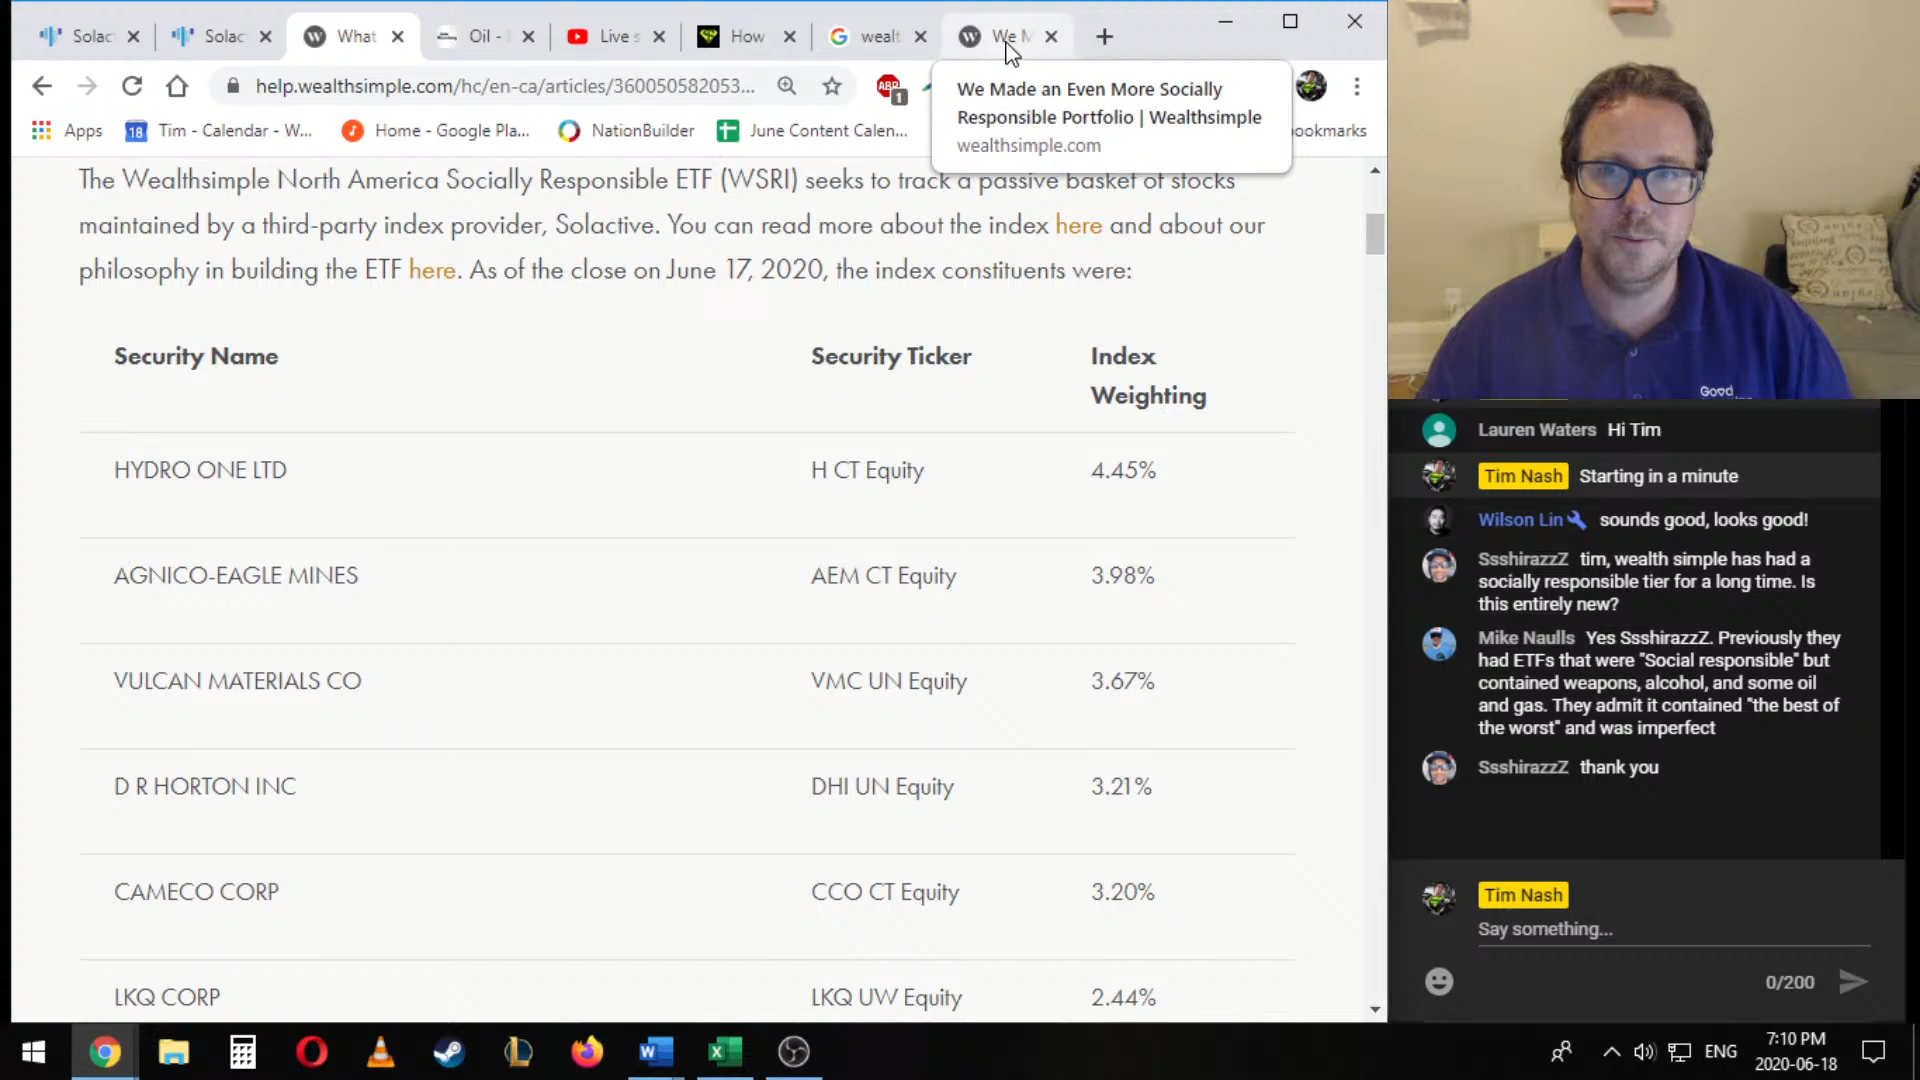 Solac
Solac
What
Oil -
Live s
How
wealt
We M
help.wealthsimple.com/hc/en-ca/articles/360050582053...
ABP
1
We Made an Even More Socially
Responsible Portfolio | Wealthsimple
wealthsimple.com
Apps
18
Tim - Calendar - W...
Home - Google Pla...
NationBuilder
June Content Calen...
ookmarks
The Wealthsimple North America Socially Responsible ETF (WSRI) seeks to track a passive basket of stocks
maintained by a third-party index provider, Solactive. You can read more about the index here and about our
philosophy in building the ETF here. As of the close on June 17, 2020, the index constituents were:
Security Name
Security Ticker
Index
Weighting
HYDRO ONE LTD
H CT Equity
4.45%
AGNICO-EAGLE MINES
AEM CT Equity
3.98%
VULCAN MATERIALS CO
VMC UN Equity
3.67%
D R HORTON INC
DHI UN Equity
3.21%
CAMECO CORP
CCO CT Equity
3.20%
LKQ CORP
LKQ UW Equity
2.44%
Good
Lauren Waters Hi Tim
Tim Nash Starting in a minute
Wilson Lin sounds good, looks good!
SsshirazzZ tim, wealth simple has had a
socially responsible tier for a long time. Is
this entirely new?
Mike Naulls Yes SsshirazzZ. Previously they
had ETFs that were "Social responsible" but
contained weapons, alcohol, and some oil
and gas. They admit it contained "the best of
the worst" and was imperfect
SsshirazzZ thank you
Tim Nash
Say something...
0/200
ENG
7:10 PM
2020-06-18